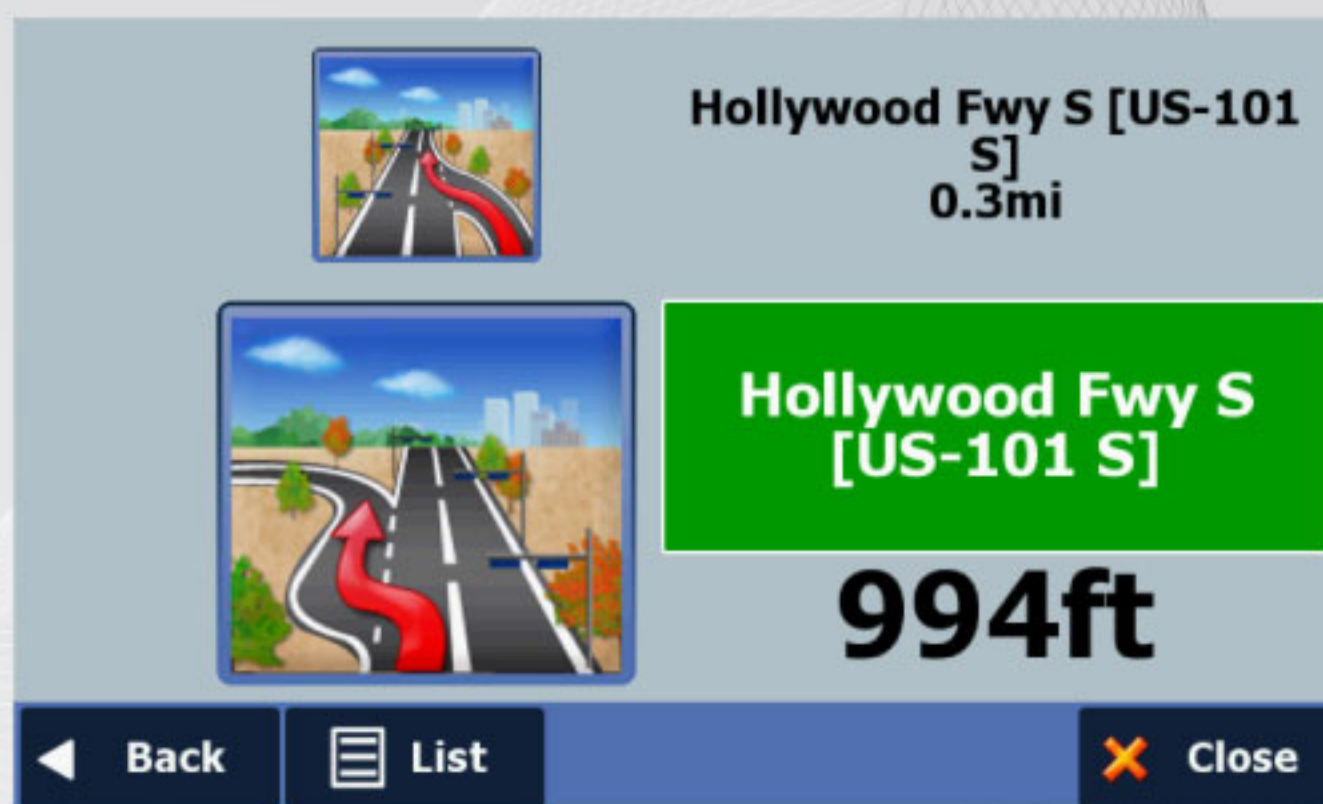 Hollywood Fwy S [US-101
S]
0.3mi
Hollywood Fwy S
[US-101 S]
994ft
Back
List
Close